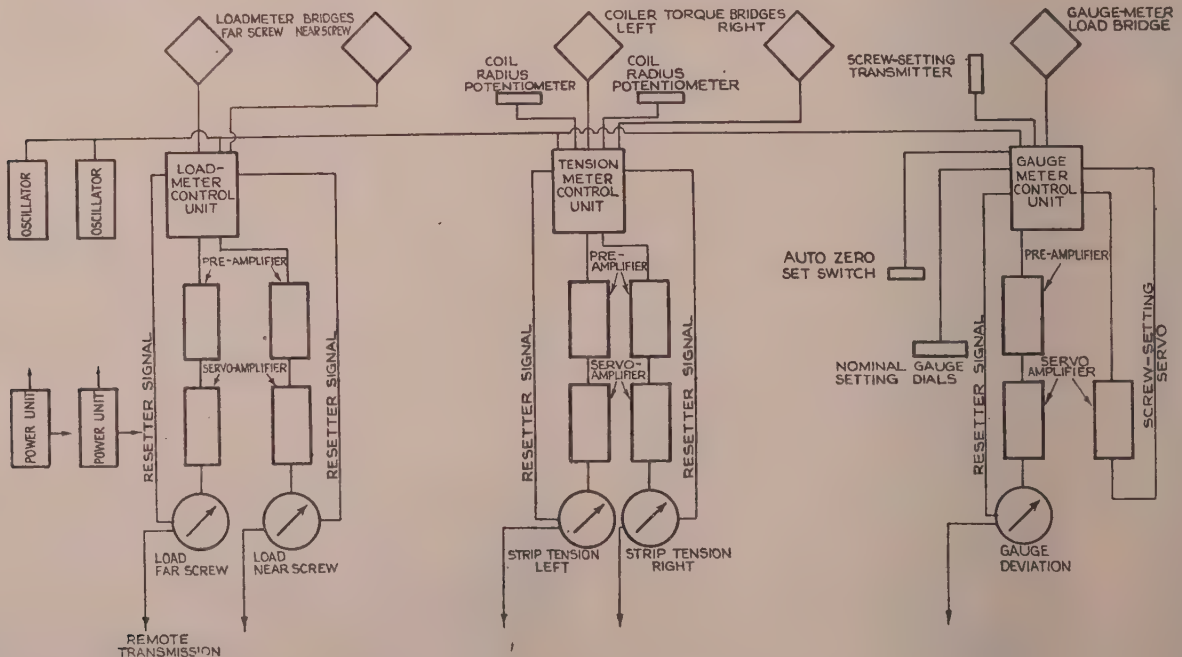 LOADMETER BRIDGES
FAR SCREW NEAR SCREW
COILER TORQUE BRIDGES
LEFT RIGHT
GAUGE-METER
LOAD BRIDGE
COIL
RADIUS
POTENTIOMETER
COIL
RADIUS
POTENTIOMETER
SCREW-SETTING
TRANSMITTER
OSCILLATOR
OSCILLATOR
LOAD-
METER
CONTROL
UNIT
TENSION
METER
CONTROL
UNIT
GAUGE
METER
CONTROL
UNIT
PRE-AMPLIFIER
PRE-
AMPLIFIER
PRE-AMPLIFIER
AUTO ZERO
SET SWITCH
RESETTER SIGNAL
RESETTER SIGNAL
RESETTER SIGNAL
RESETTER SIGNAL
RESETTER SIGNAL
SCREW-SETTING
SERVO
NOMINAL GAUGE
SETTING DIALS
SERVO-AMPLIFIER
SERVO-
AMPLIFIER
SERVO
AMPLIFIER
POWER UNIT
POWER UNIT
LOAD
FAR SCREW
LOAD
NEAR SCREW
STRIP TENSION
LEFT
STRIP TENSION
RIGHT
GAUGE
DEVIATION
REMOTE
TRANSMISSION